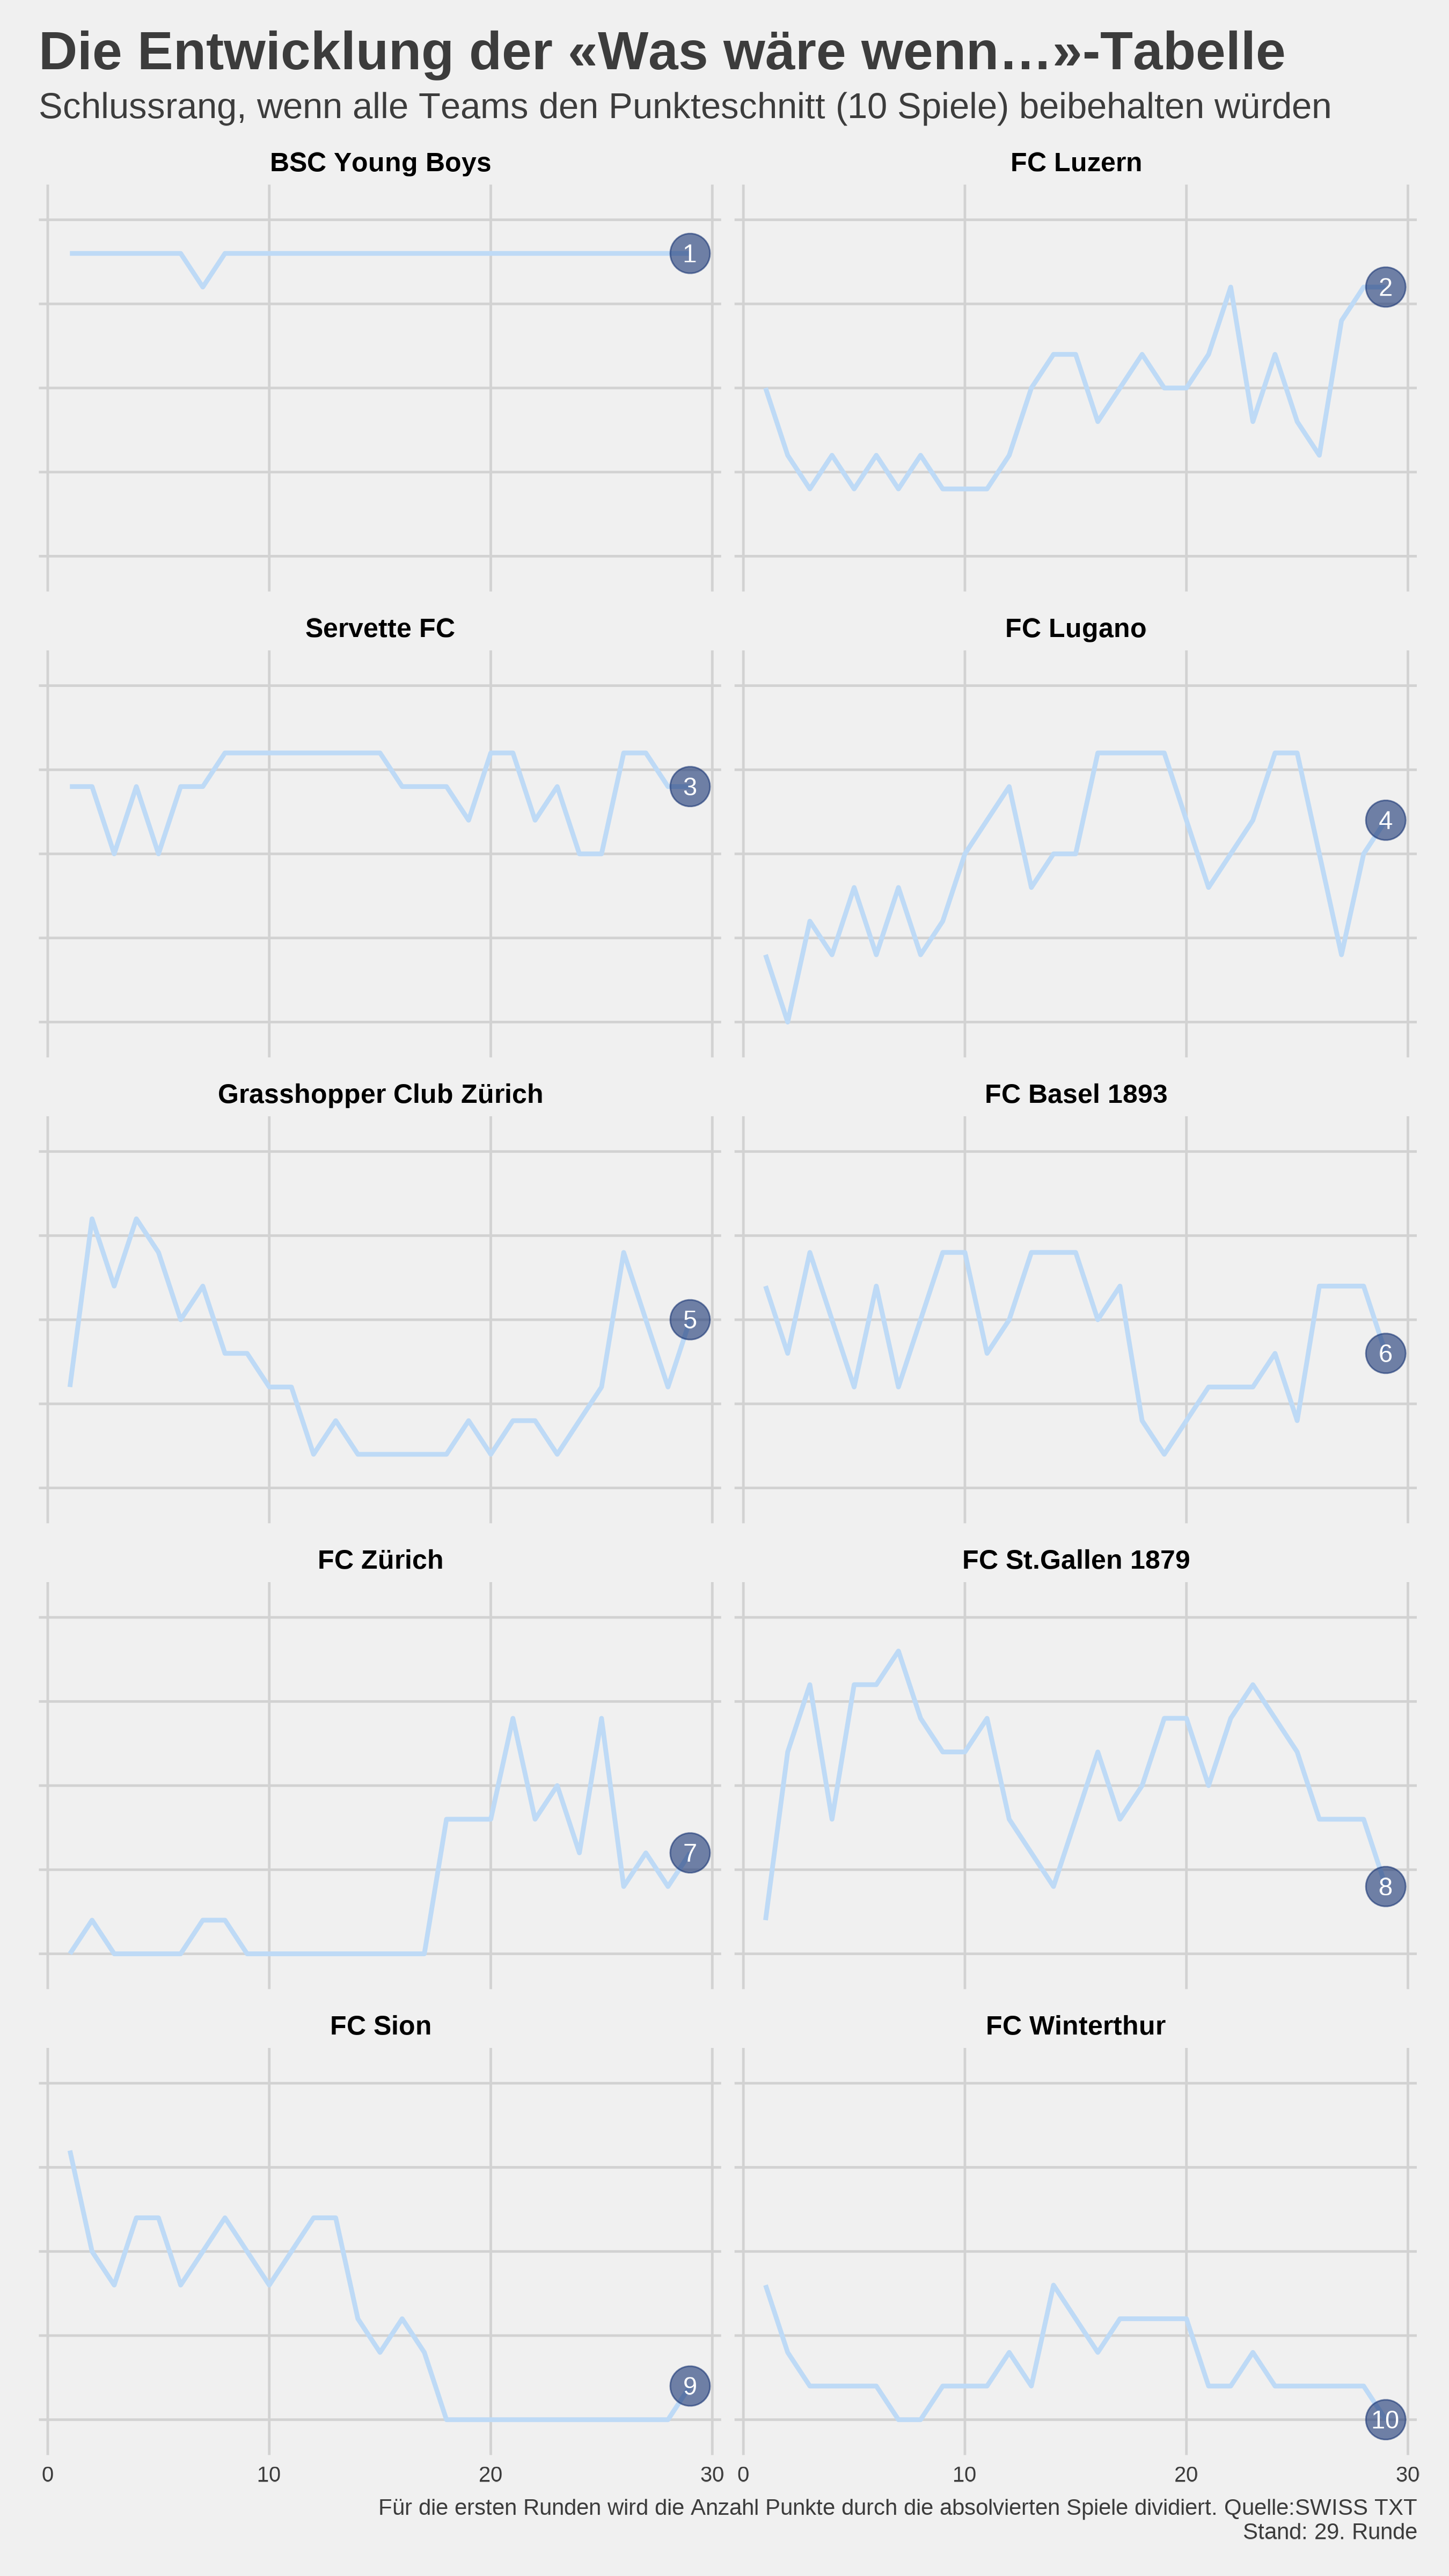 Die Entwicklung der «Was wäre wenn…»-Tabelle
Schlussrang, wenn alle Teams den Punkteschnitt (10 Spiele) beibehalten würden
BSC Young Boys
1
FC Luzern
2
Servette FC
3
FC Lugano
4
Grasshopper Club Zürich
5
FC Basel 1893
6
FC Zürich
7
FC St.Gallen 1879
8
FC Sion
9
FC Winterthur
10
0 10 20 30 0 10 20 30
Für die ersten Runden wird die Anzahl Punkte durch die absolvierten Spiele dividiert. Quelle:SWISS TXT
Stand: 29. Runde